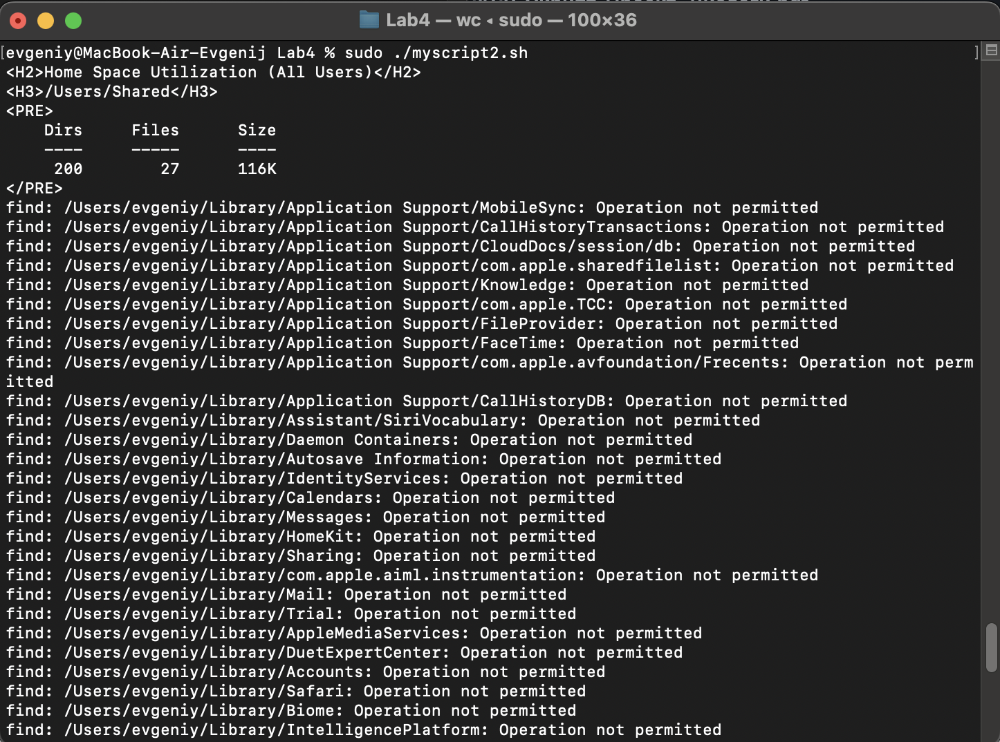 Lab4 — wc ◂ sudo — 100×36
[evgeniy@MacBook-Air-Evgenij Lab4 % sudo ./myscript2.sh ]
<H2>Home Space Utilization (All Users)</H2>
<H3>/Users/Shared</H3>
<PRE>
    Dirs     Files      Size
    ----     -----      ----
     200        27      116K
</PRE>
find: /Users/evgeniy/Library/Application Support/MobileSync: Operation not permitted
find: /Users/evgeniy/Library/Application Support/CallHistoryTransactions: Operation not permitted
find: /Users/evgeniy/Library/Application Support/CloudDocs/session/db: Operation not permitted
find: /Users/evgeniy/Library/Application Support/com.apple.sharedfilelist: Operation not permitted
find: /Users/evgeniy/Library/Application Support/Knowledge: Operation not permitted
find: /Users/evgeniy/Library/Application Support/com.apple.TCC: Operation not permitted
find: /Users/evgeniy/Library/Application Support/FileProvider: Operation not permitted
find: /Users/evgeniy/Library/Application Support/FaceTime: Operation not permitted
find: /Users/evgeniy/Library/Application Support/com.apple.avfoundation/Frecents: Operation not perm
itted
find: /Users/evgeniy/Library/Application Support/CallHistoryDB: Operation not permitted
find: /Users/evgeniy/Library/Assistant/SiriVocabulary: Operation not permitted
find: /Users/evgeniy/Library/Daemon Containers: Operation not permitted
find: /Users/evgeniy/Library/Autosave Information: Operation not permitted
find: /Users/evgeniy/Library/IdentityServices: Operation not permitted
find: /Users/evgeniy/Library/Calendars: Operation not permitted
find: /Users/evgeniy/Library/Messages: Operation not permitted
find: /Users/evgeniy/Library/HomeKit: Operation not permitted
find: /Users/evgeniy/Library/Sharing: Operation not permitted
find: /Users/evgeniy/Library/com.apple.aiml.instrumentation: Operation not permitted
find: /Users/evgeniy/Library/Mail: Operation not permitted
find: /Users/evgeniy/Library/Trial: Operation not permitted
find: /Users/evgeniy/Library/AppleMediaServices: Operation not permitted
find: /Users/evgeniy/Library/DuetExpertCenter: Operation not permitted
find: /Users/evgeniy/Library/Accounts: Operation not permitted
find: /Users/evgeniy/Library/Safari: Operation not permitted
find: /Users/evgeniy/Library/Biome: Operation not permitted
find: /Users/evgeniy/Library/IntelligencePlatform: Operation not permitted